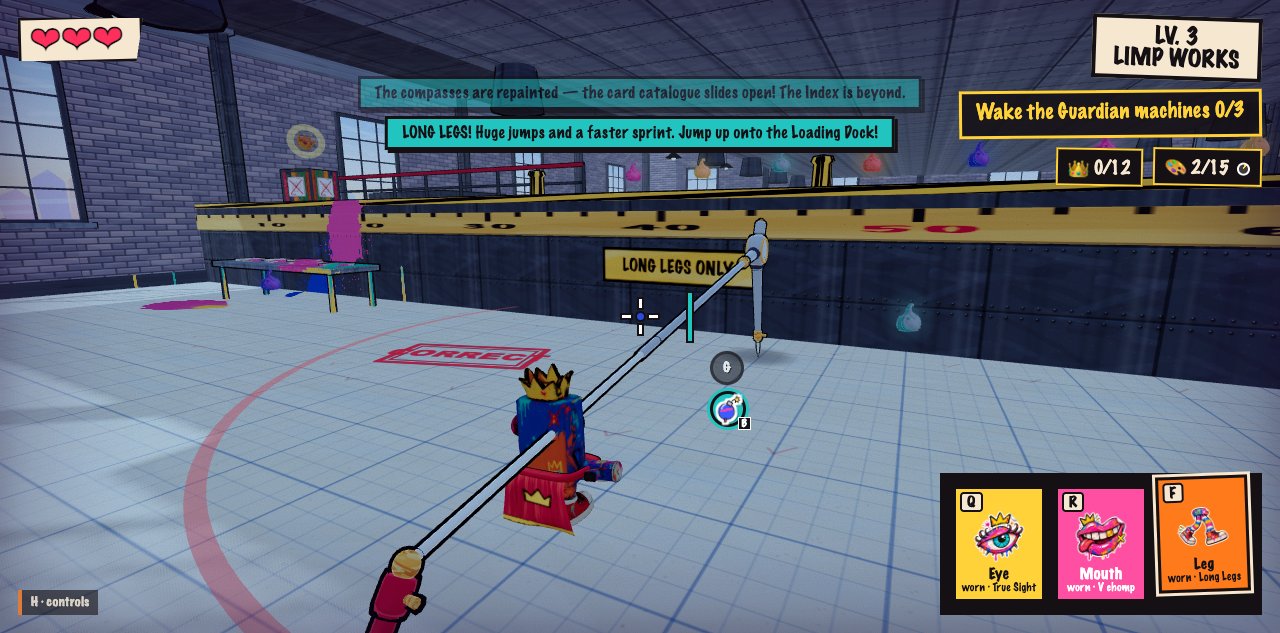 LV. 3
LIMP WORKS
The compasses are repainted — the card catalogue slides open! The Index is beyond.
Wake the Guardian machines 0/3
LONG LEGS! Huge jumps and a faster sprint. Jump up onto the Loading Dock!
0/12
2/15
10
30
40
50
LONG LEGS ONLY
G
B
Q
Eye
worn · True Sight
R
Mouth
worn · Y chomp
F
Leg
worn · Long Legs
H · controls